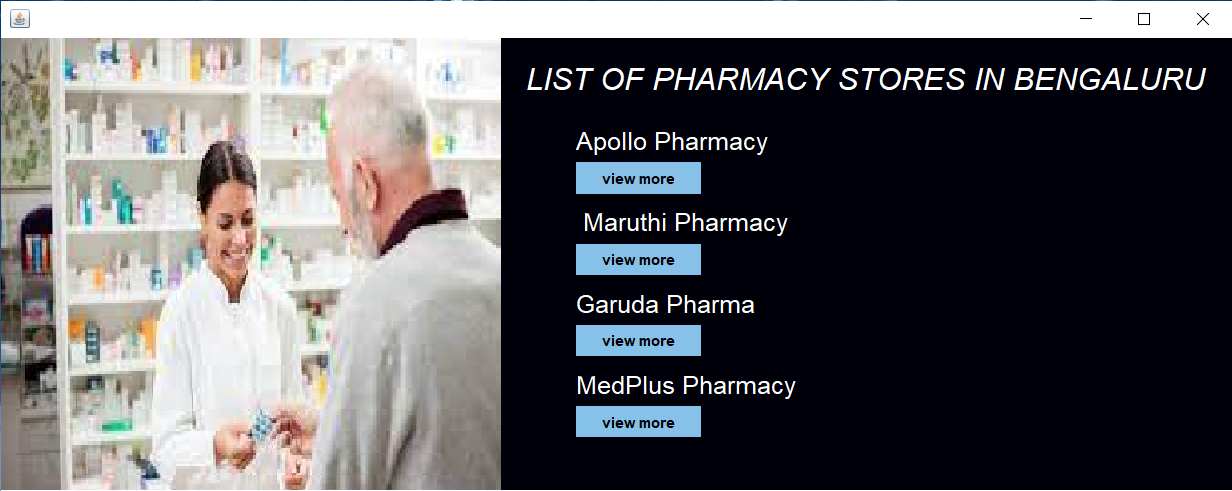 LIST OF PHARMACY STORES IN BENGALURU
Apollo Pharmacy
view more
Maruthi Pharmacy
view more
Garuda Pharma
view more
MedPlus Pharmacy
view more